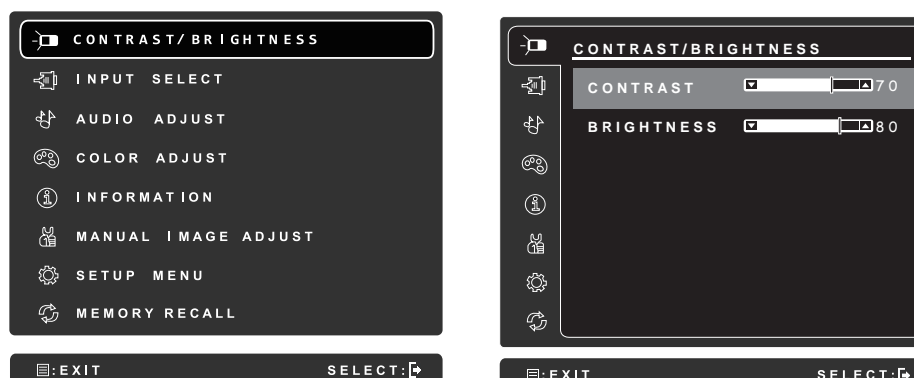 CONTRAST/BRIGHTNESS
INPUT SELECT
AUDIO ADJUST
COLOR ADJUST
INFORMATION
MANUAL IMAGE ADJUST
SETUP MENU
MEMORY RECALL
:EXIT SELECT:
CONTRAST/BRIGHTNESS
CONTRAST 70
BRIGHTNESS 80
:EXIT SELECT: